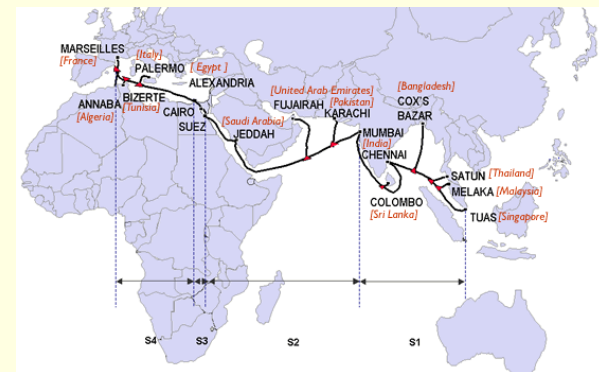 MARSEILLES
[France]
[Italy]
PALERMO
[ Egypt ]
ALEXANDRIA
ANNABA
[Algeria]
BIZERTE
[Tunisia]
CAIRO
SUEZ
[Saudi Arabia]
JEDDAH
[United Arab Emirates]
FUJAIRAH
[Pakistan]
KARACHI
[Bangladesh]
COX'S
BAZAR
MUMBAI
[India]
CHENNAI
COLOMBO
[Sri Lanka]
SATUN [Thailand]
MELAKA [Malaysia]
TUAS [Singapore]
S4 S3 S2 S1